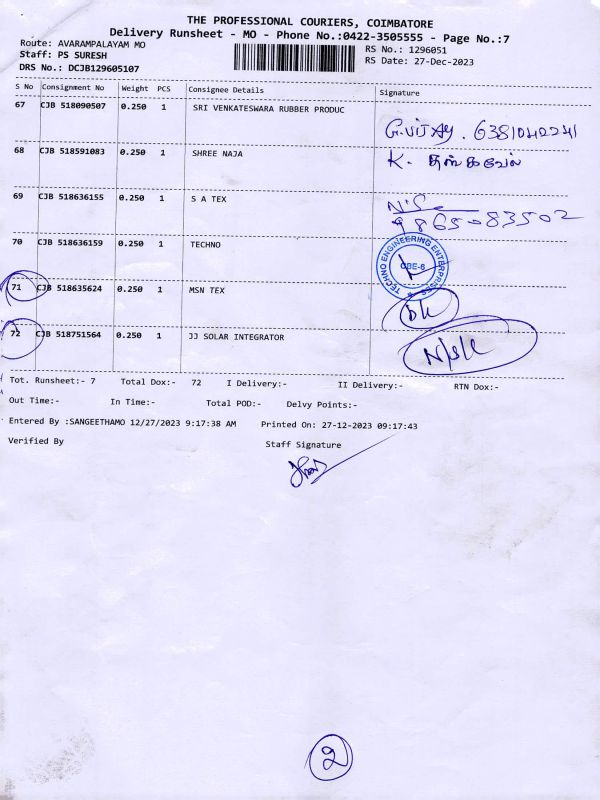 THE PROFESSIONAL COURIERS, COIMBATORE
Delivery Runsheet - MO - Phone No.:0422-3505555 - Page No.:7
Route: AVARAMPALAYAM MO
RS No.: 1296051
Staff: PS SURESH
RS Date: 27-Dec-2023
DRS No.: DCJB129605107
S No Consignment No Weight PCS Consignee Details Signature
67 CJB 518090507 0.250 1 SRI VENKATESWARA RUBBER PRODUC
G.VIJAY. 6381042241
68 CJB 518591083 0.250 1 SHREE NAJA K. தங்கவேல்
69 CJB 518636155 0.250 1 S A TEX N.S.
9865083502
70 CJB 518636159 0.250 1 TECHNO
TECHNO ENGINEERING ENTERPRISES
CBE-6
71 CJB 518635624 0.250 1 MSN TEX DL
72 CJB 518751564 0.250 1 JJ SOLAR INTEGRATOR
Tot. Runsheet:- 7 Total Dox:- 72 I Delivery:- II Delivery:- RTN Dox:-
Out Time:- In Time:- Total POD:- Delvy Points:-
Entered By :SANGEETHAMO 12/27/2023 9:17:38 AM Printed On: 27-12-2023 09:17:43
Verified By Staff Signature
2